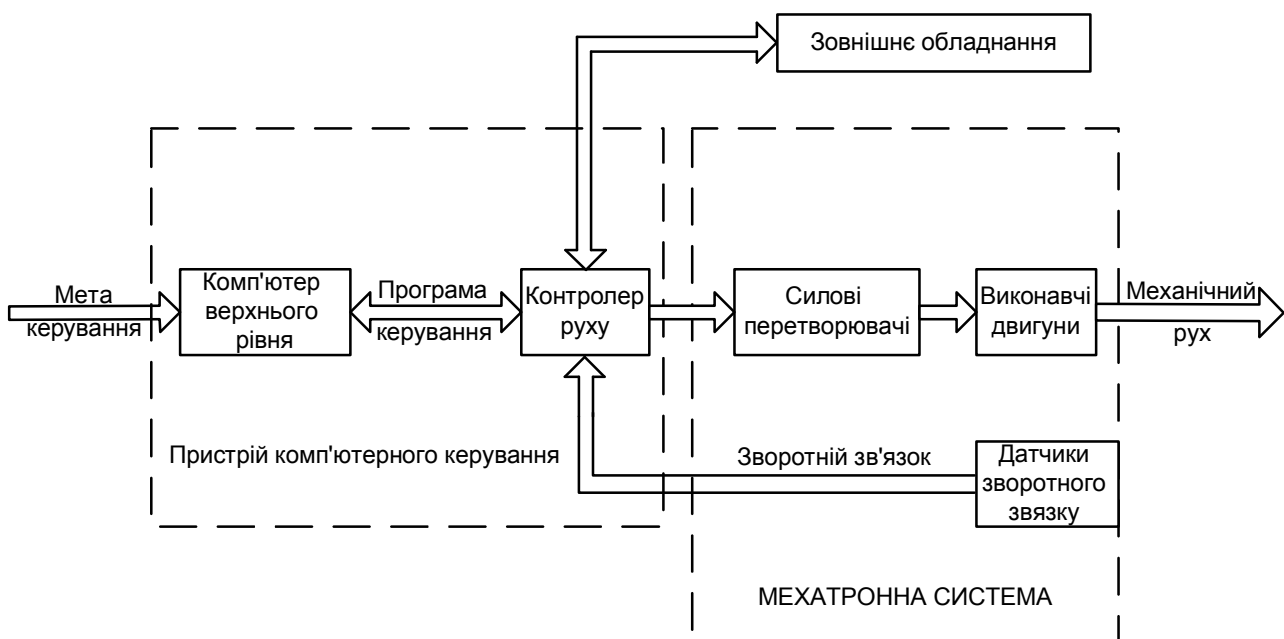 Зовнішнє обладнання
Мета
керування
Комп'ютер
верхнього
рівня
Програма
керування
Контролер
руху
Силові
перетворювачі
Виконавчі
двигуни
Механічний
рух
Пристрій комп'ютерного керування
Зворотній зв'язок
Датчики
зворотного
звязку
МЕХАТРОННА СИСТЕМА